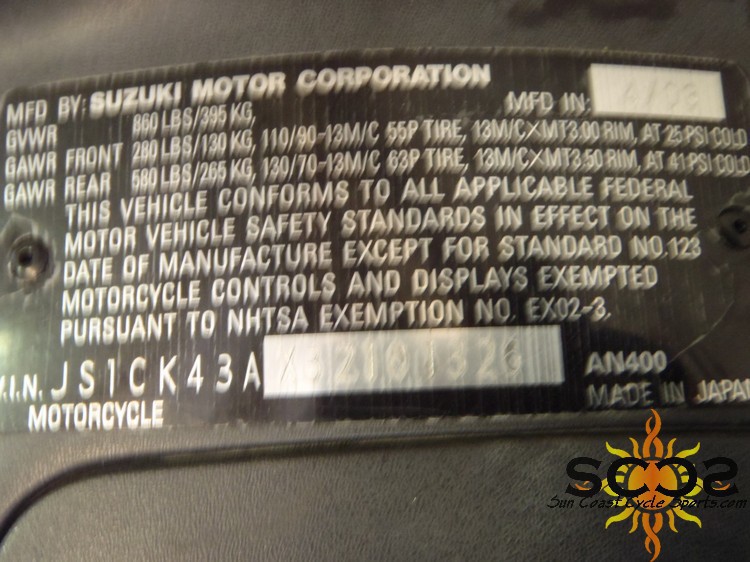 MFD BY: SUZUKI MOTOR CORPORATION MFD IN: 4/03
GVWR 860 LBS/395 KG,
GAWR FRONT 280 LBS/130 KG, 110/90-13M/C 55P TIRE, 13M/C×MT3.00 RIM, AT 25 PSI COLD
GAWR REAR 580 LBS/265 KG, 130/70-13M/C 63P TIRE, 13M/C×MT3.50 RIM, AT 41 PSI COLD
THIS VEHICLE CONFORMS TO ALL APPLICABLE FEDERAL
MOTOR VEHICLE SAFETY STANDARDS IN EFFECT ON THE
DATE OF MANUFACTURE EXCEPT FOR STANDARD NO.123
MOTORCYCLE CONTROLS AND DISPLAYS EXEMPTED
PURSUANT TO NHTSA EXEMPTION NO. EX02-3.
V.I.N. JS1CK43A AN400
MOTORCYCLE MADE IN JAPAN
SCCS
Sun Coast Cycle Sports.com